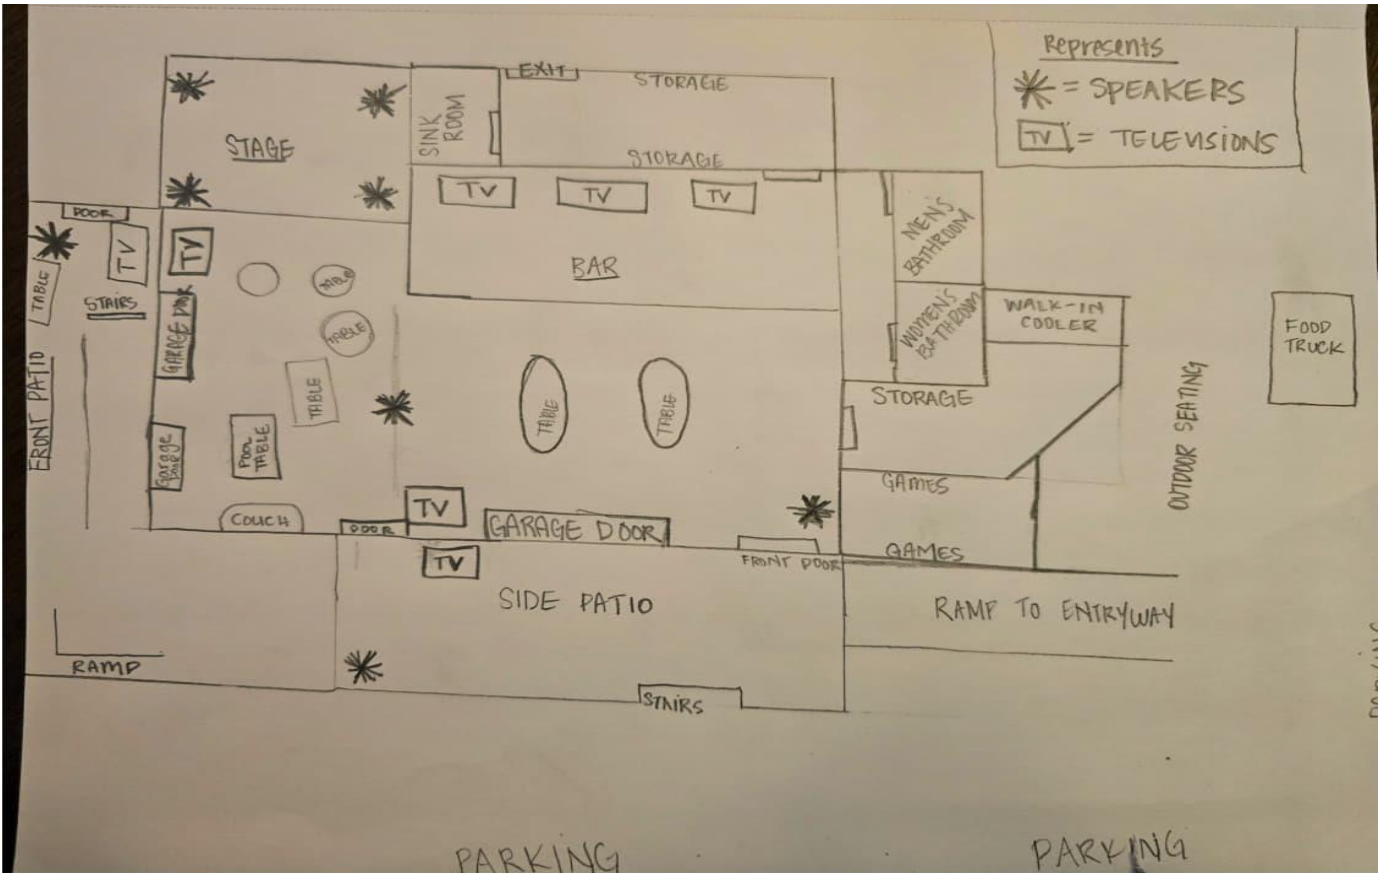 Represents
= SPEAKERS
TV = TELEVISIONS
EXIT
STORAGE
SINK
ROOM
STAGE
STORAGE
TV
TV
TV
BAR
MEN'S
BATHROOM
WOMEN'S
BATHROOM
WALK-IN
COOLER
FOOD
TRUCK
DOOR
TV
TV
TABLE
STAIRS
GARAGE DOOR
TABLE
TABLE
TABLE
TABLE
TABLE
FRONT PATIO
Garage
Door
POOL
TABLE
STORAGE
OUTDOOR SEATING
GAMES
COUCH
DOOR
TV
GARAGE DOOR
TV
FRONT DOOR
GAMES
SIDE PATIO
RAMP TO ENTRYWAY
RAMP
STAIRS
PARKING
PARKING